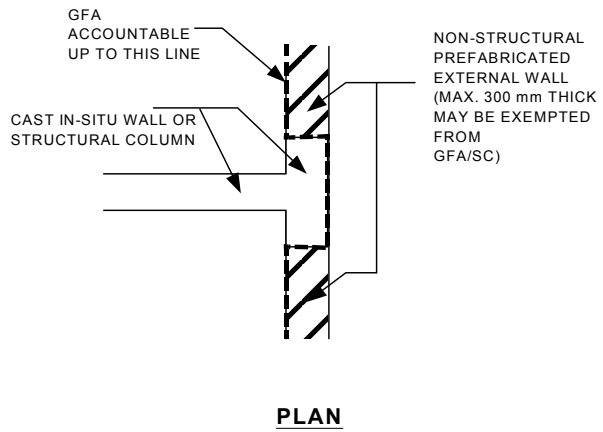 GFA
ACCOUNTABLE
UP TO THIS LINE
CAST IN-SITU WALL OR
STRUCTURAL COLUMN
NON-STRUCTURAL
PREFABRICATED
EXTERNAL WALL
(MAX. 300 mm THICK
MAY BE EXEMPTED
FROM
GFA/SC)
PLAN